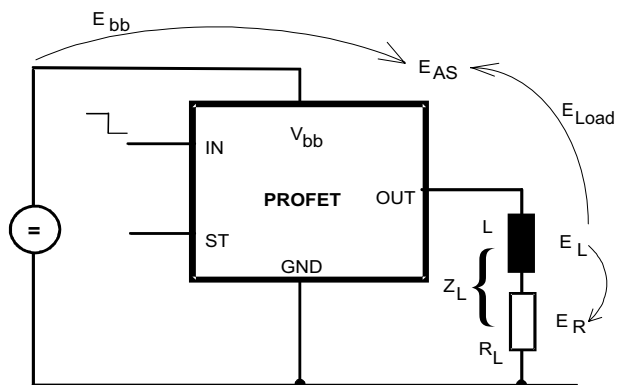 E bb
E AS
E Load
IN
V bb
PROFET
OUT
=
ST
L
GND
Z L
{
E L
R L
E R